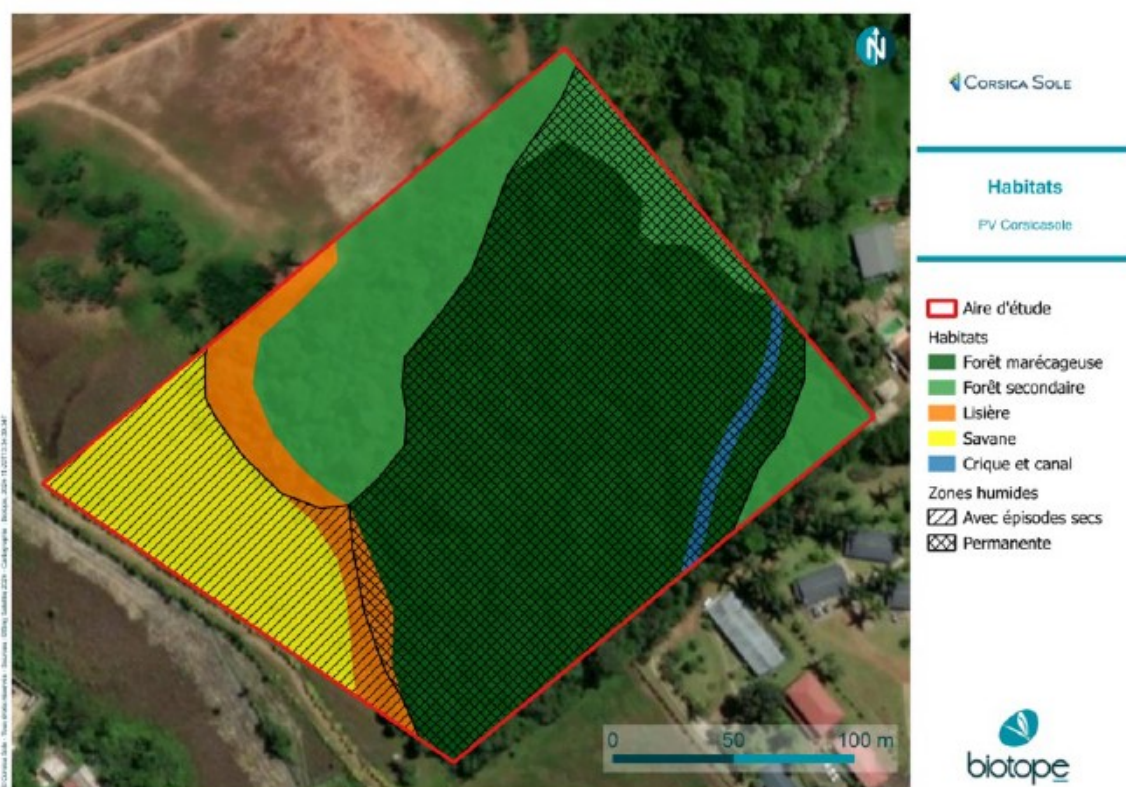 N
CORSICA SOLE
Habitats
PV Corsicasole
Aire d'étude
Habitats
Forêt marécageuse
Forêt secondaire
Lisière
Savane
Crique et canal
Zones humides
Avec épisodes secs
Permanente
0 50 100 m
biotope